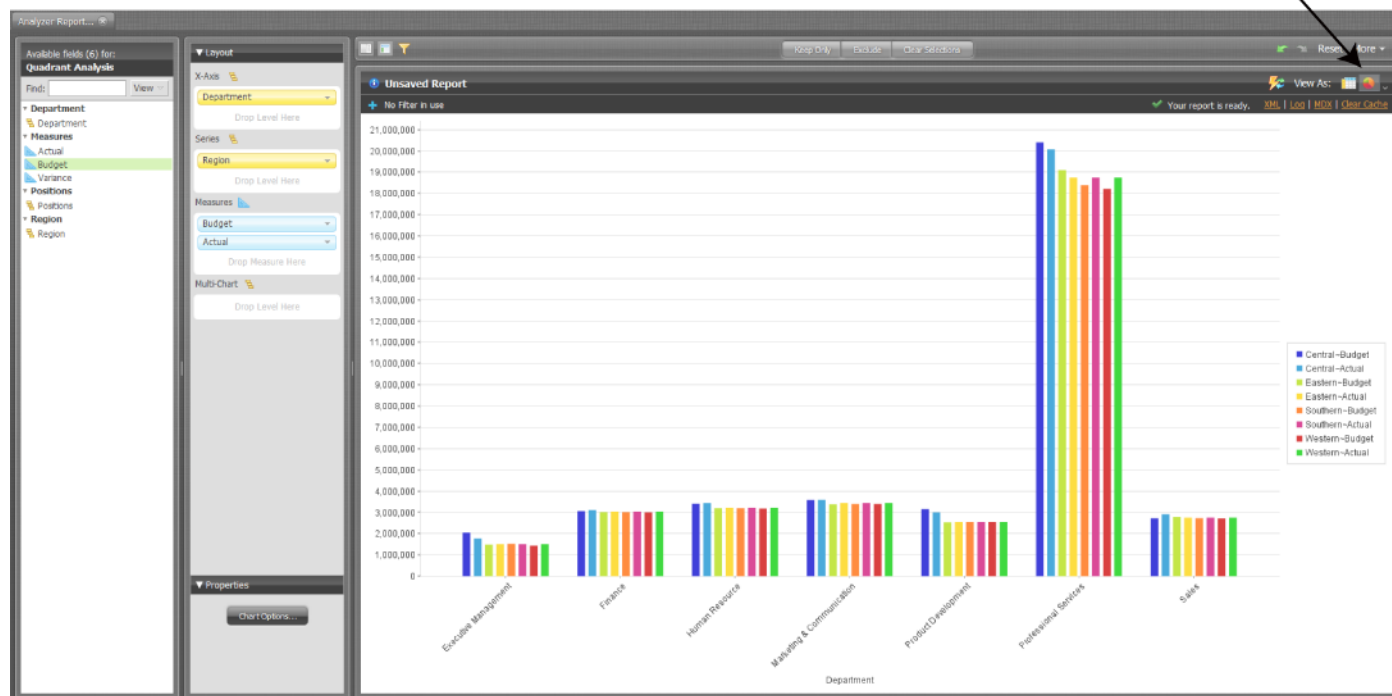 Analyzer Report...
Available fields (6) for:
Quadrant Analysis
Find:
View
Department
Department
Measures
Actual
Budget
Variance
Positions
Positions
Region
Region
Layout
X-Axis
Department
Drop Level Here
Series
Region
Drop Level Here
Measures
Budget
Actual
Drop Measure Here
Multi-Chart
Drop Level Here
Properties
Chart Options...
Keep Only
Exclude
Clear Selections
Reset
More
Unsaved Report
View As:
No Filter in use
Your report is ready.
XML | Log | MDX | Clear Cache
21,000,000
20,000,000
19,000,000
18,000,000
17,000,000
16,000,000
15,000,000
14,000,000
13,000,000
12,000,000
11,000,000
10,000,000
9,000,000
8,000,000
7,000,000
6,000,000
5,000,000
4,000,000
3,000,000
2,000,000
1,000,000
0
Executive Management
Finance
Human Resource
Marketing & Communication
Product Development
Professional Services
Sales
Department
Central~Budget
Central~Actual
Eastern~Budget
Eastern~Actual
Southern~Budget
Southern~Actual
Western~Budget
Western~Actual